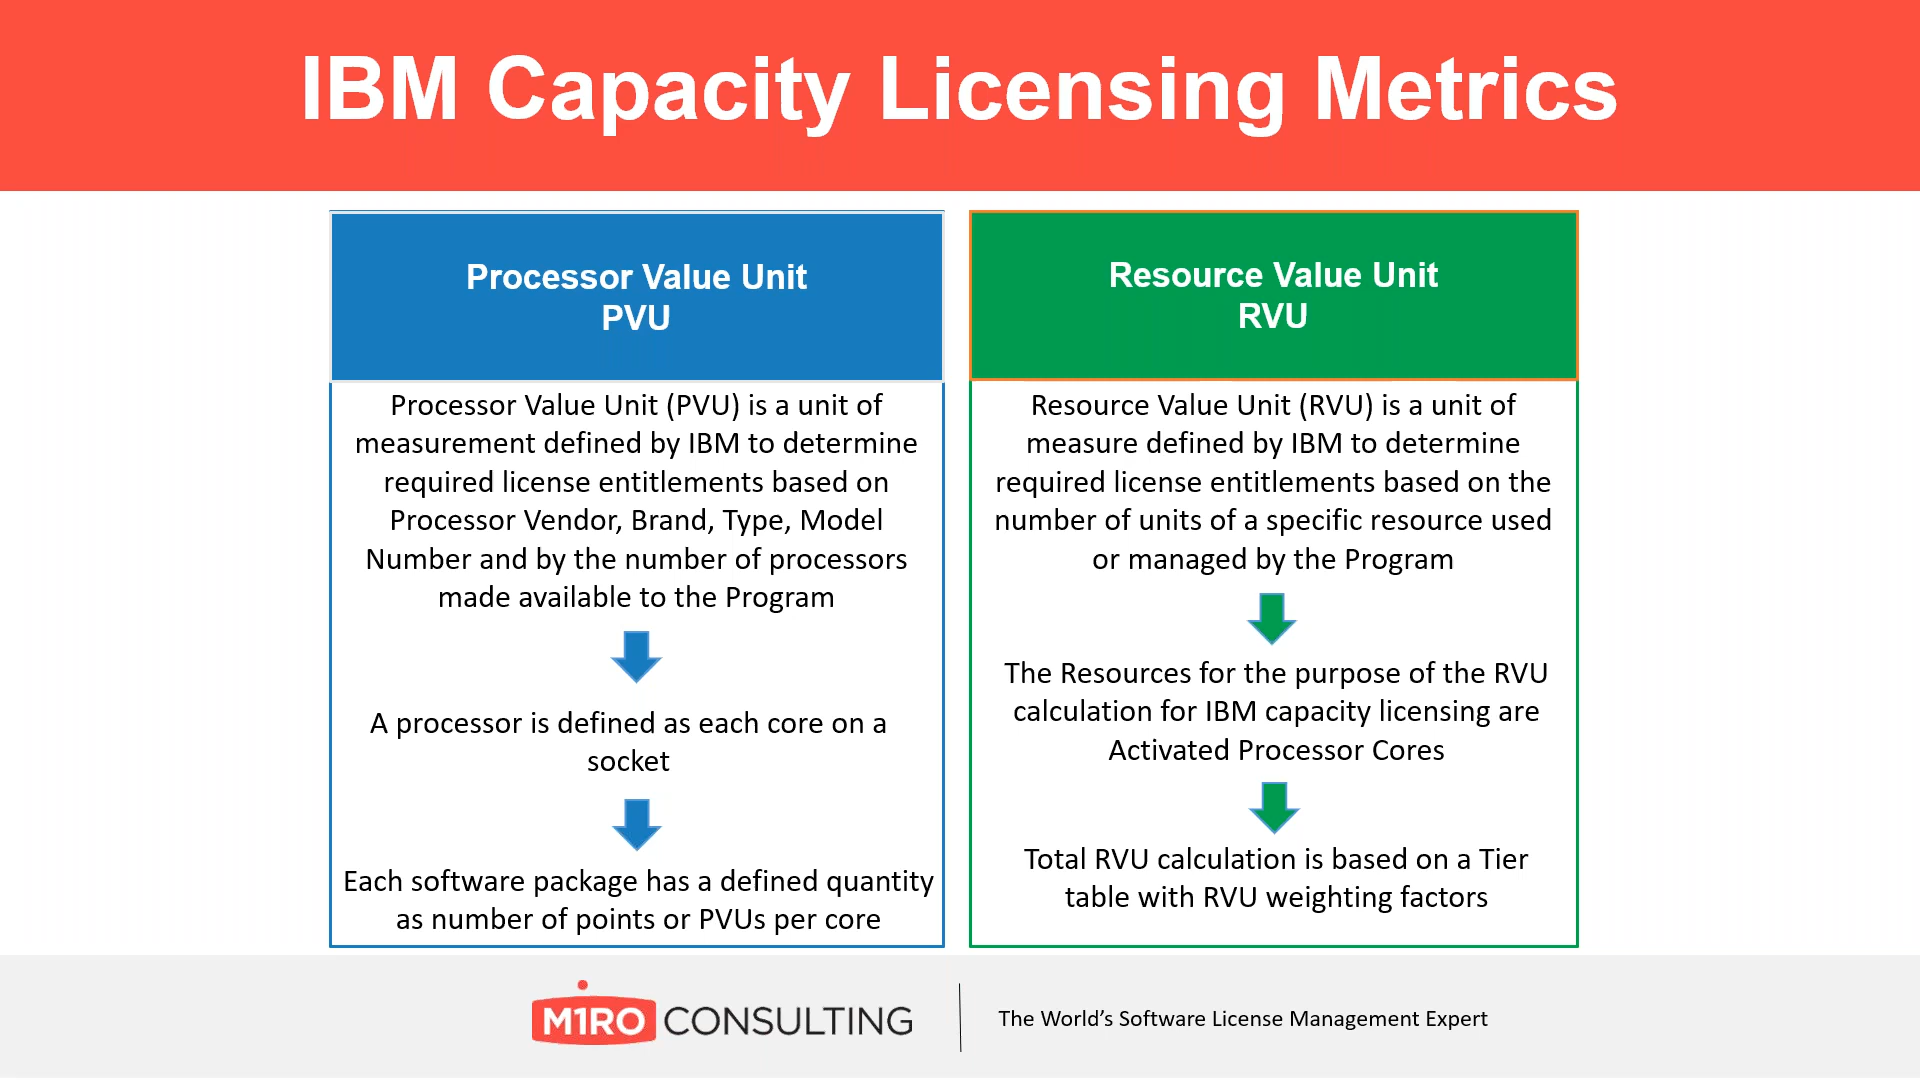 IBM Capacity Licensing Metrics
Processor Value Unit
PVU
Processor Value Unit (PVU) is a unit of
measurement defined by IBM to determine
required license entitlements based on
Processor Vendor, Brand, Type, Model
Number and by the number of processors
made available to the Program
A processor is defined as each core on a
socket
Each software package has a defined quantity
as number of points or PVUs per core
Resource Value Unit
RVU
Resource Value Unit (RVU) is a unit of
measure defined by IBM to determine
required license entitlements based on the
number of units of a specific resource used
or managed by the Program
The Resources for the purpose of the RVU
calculation for IBM capacity licensing are
Activated Processor Cores
Total RVU calculation is based on a Tier
table with RVU weighting factors
M1RO CONSULTING
The World’s Software License Management Expert